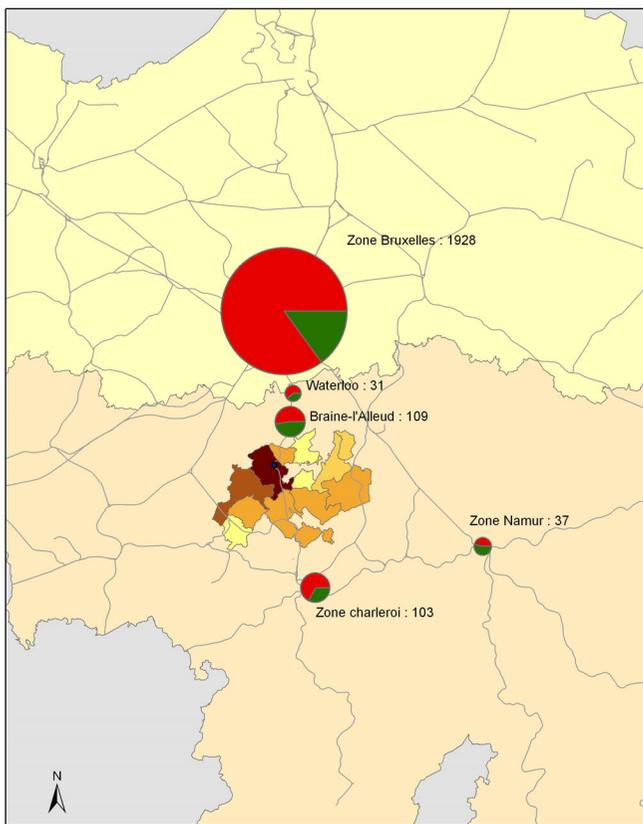 Zone Bruxelles : 1928
Waterloo : 31
Braine-l'Alleud : 109
Zone Namur : 37
Zone charleroi : 103
N